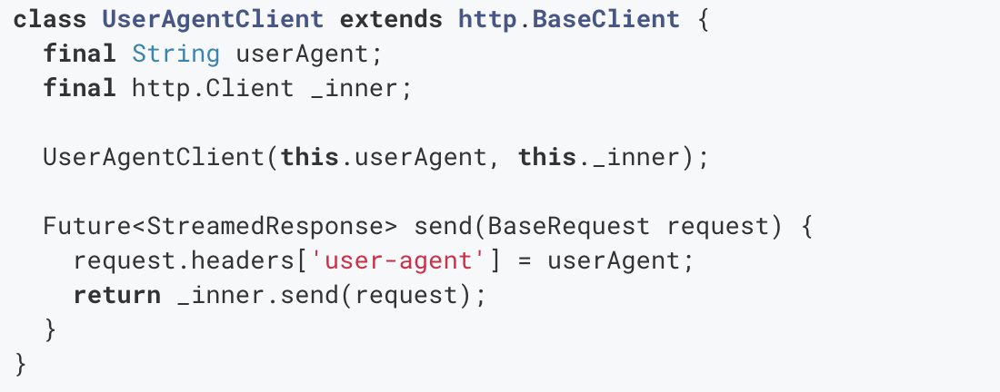 class UserAgentClient extends http.BaseClient {
  final String userAgent;
  final http.Client _inner;

  UserAgentClient(this.userAgent, this._inner);

  Future<StreamedResponse> send(BaseRequest request) {
    request.headers['user-agent'] = userAgent;
    return _inner.send(request);
  }
}